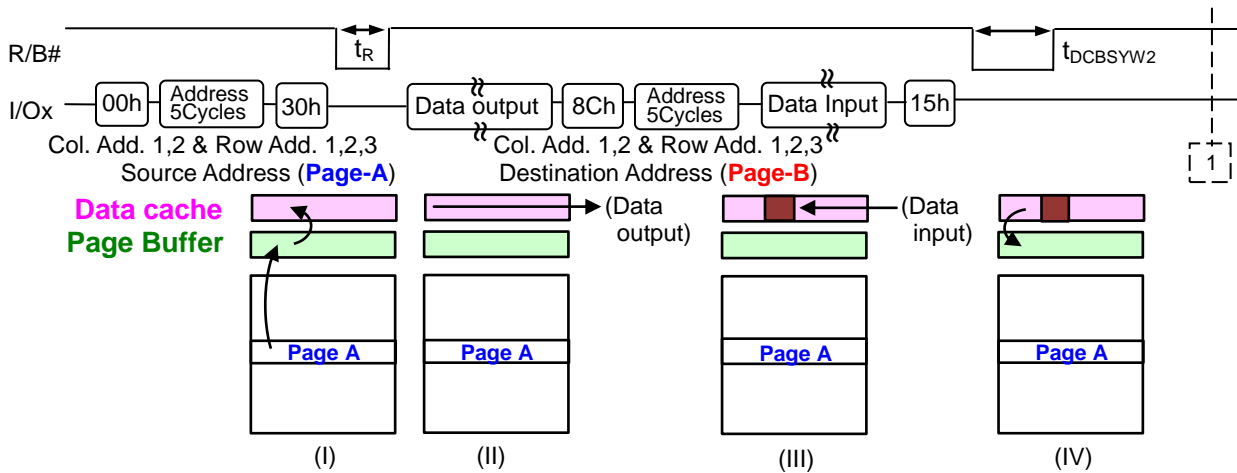 R/B#
tR
tDCBSYW2
I/Ox
00h
Address
5Cycles
30h
Data output
8Ch
Address
5Cycles
Data Input
15h
Col. Add. 1,2 & Row Add. 1,2,3
Source Address (Page-A)
Col. Add. 1,2 & Row Add. 1,2,3
Destination Address (Page-B)
1
Data cache
Page Buffer
(Data
output)
(Data
input)
Page A
Page A
Page A
Page A
(I)
(II)
(III)
(IV)